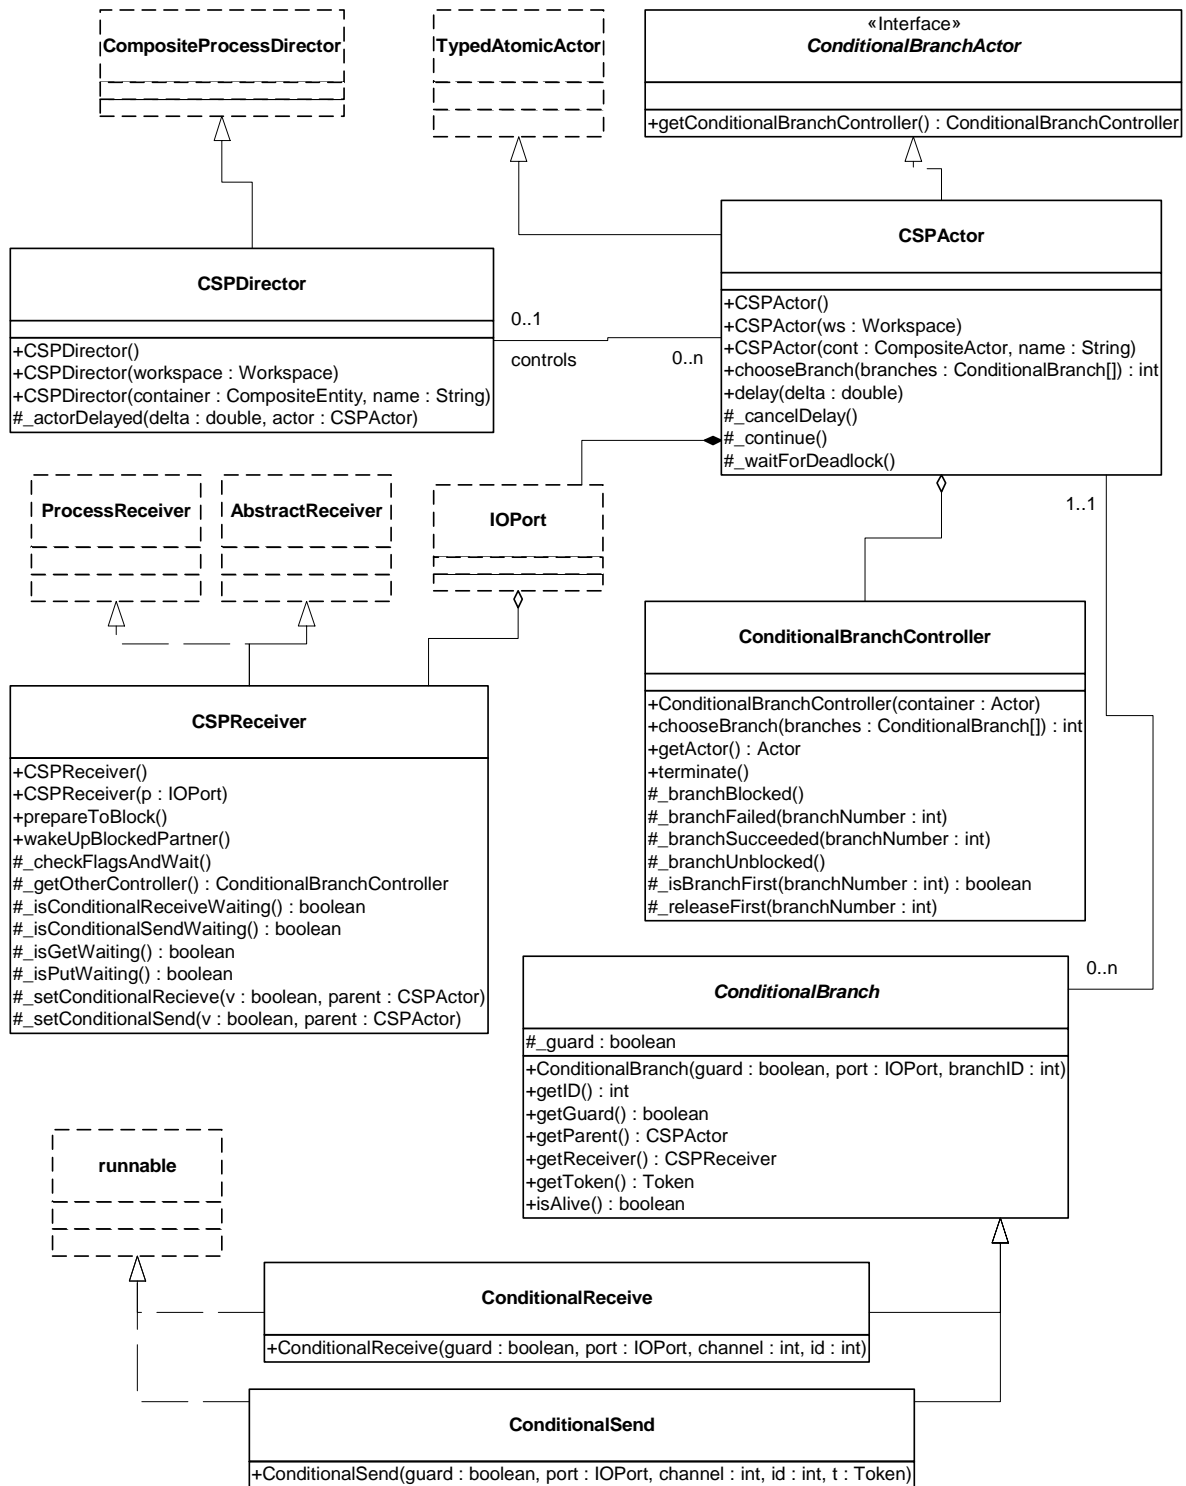 CompositeProcessDirector
TypedAtomicActor
«Interface»
ConditionalBranchActor
+getConditionalBranchController() : ConditionalBranchController
CSPActor
+CSPActor()
+CSPActor(ws : Workspace)
+CSPActor(cont : CompositeActor, name : String)
+chooseBranch(branches : ConditionalBranch[]) : int
+delay(delta : double)
#_cancelDelay()
#_continue()
#_waitForDeadlock()
CSPDirector
+CSPDirector()
+CSPDirector(workspace : Workspace)
+CSPDirector(container : CompositeEntity, name : String)
#_actorDelayed(delta : double, actor : CSPActor)
0..1
controls
0..n
ProcessReceiver
AbstractReceiver
IOPort
1..1
ConditionalBranchController
+ConditionalBranchController(container : Actor)
+chooseBranch(branches : ConditionalBranch[]) : int
+getActor() : Actor
+terminate()
#_branchBlocked()
#_branchFailed(branchNumber : int)
#_branchSucceeded(branchNumber : int)
#_branchUnblocked()
#_isBranchFirst(branchNumber : int) : boolean
#_releaseFirst(branchNumber : int)
CSPReceiver
+CSPReceiver()
+CSPReceiver(p : IOPort)
+prepareToBlock()
+wakeUpBlockedPartner()
#_checkFlagsAndWait()
#_getOtherController() : ConditionalBranchController
#_isConditionalReceiveWaiting() : boolean
#_isConditionalSendWaiting() : boolean
#_isGetWaiting() : boolean
#_isPutWaiting() : boolean
#_setConditionalRecieve(v : boolean, parent : CSPActor)
#_setConditionalSend(v : boolean, parent : CSPActor)
0..n
ConditionalBranch
#_guard : boolean
+ConditionalBranch(guard : boolean, port : IOPort, branchID : int)
+getID() : int
+getGuard() : boolean
+getParent() : CSPActor
+getReceiver() : CSPReceiver
+getToken() : Token
+isAlive() : boolean
runnable
ConditionalReceive
+ConditionalReceive(guard : boolean, port : IOPort, channel : int, id : int)
ConditionalSend
+ConditionalSend(guard : boolean, port : IOPort, channel : int, id : int, t : Token)